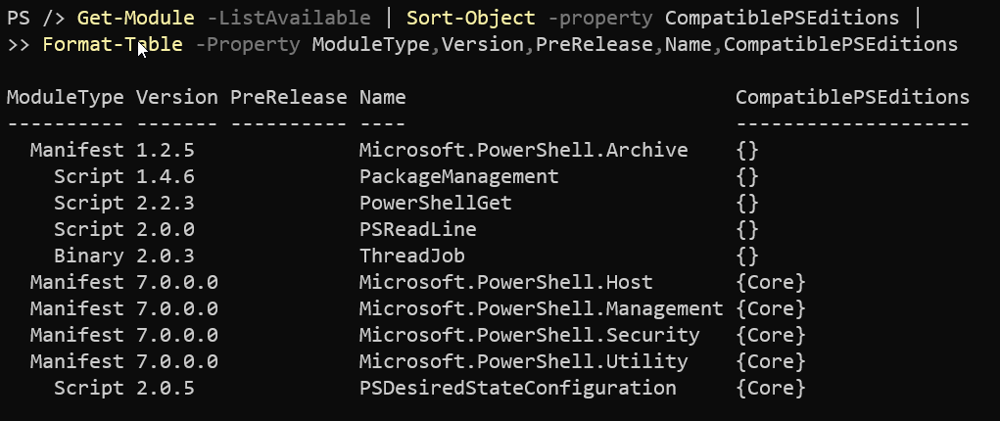 PS /> Get-Module -ListAvailable | Sort-Object -property CompatiblePSEditions |
>> Format-Table -Property ModuleType,Version,PreRelease,Name,CompatiblePSEditions
ModuleType Version PreRelease Name CompatiblePSEditions
---------- ------- ---------- ---- --------------------
Manifest 1.2.5 Microsoft.PowerShell.Archive {}
Script 1.4.6 PackageManagement {}
Script 2.2.3 PowerShellGet {}
Script 2.0.0 PSReadLine {}
Binary 2.0.3 ThreadJob {}
Manifest 7.0.0.0 Microsoft.PowerShell.Host {Core}
Manifest 7.0.0.0 Microsoft.PowerShell.Management {Core}
Manifest 7.0.0.0 Microsoft.PowerShell.Security {Core}
Manifest 7.0.0.0 Microsoft.PowerShell.Utility {Core}
Script 2.0.5 PSDesiredStateConfiguration {Core}